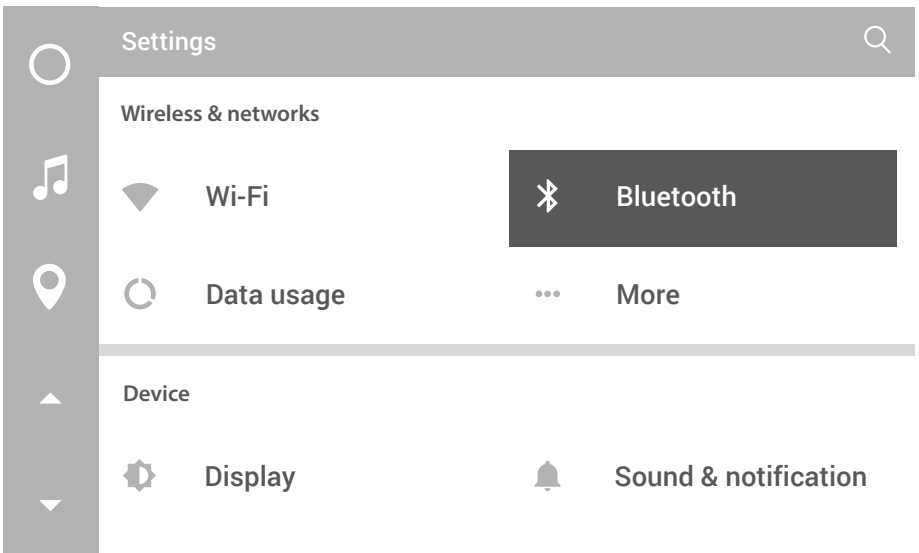 Settings
Wireless & networks
Wi-Fi
Bluetooth
Data usage
More
Device
Display
Sound & notification